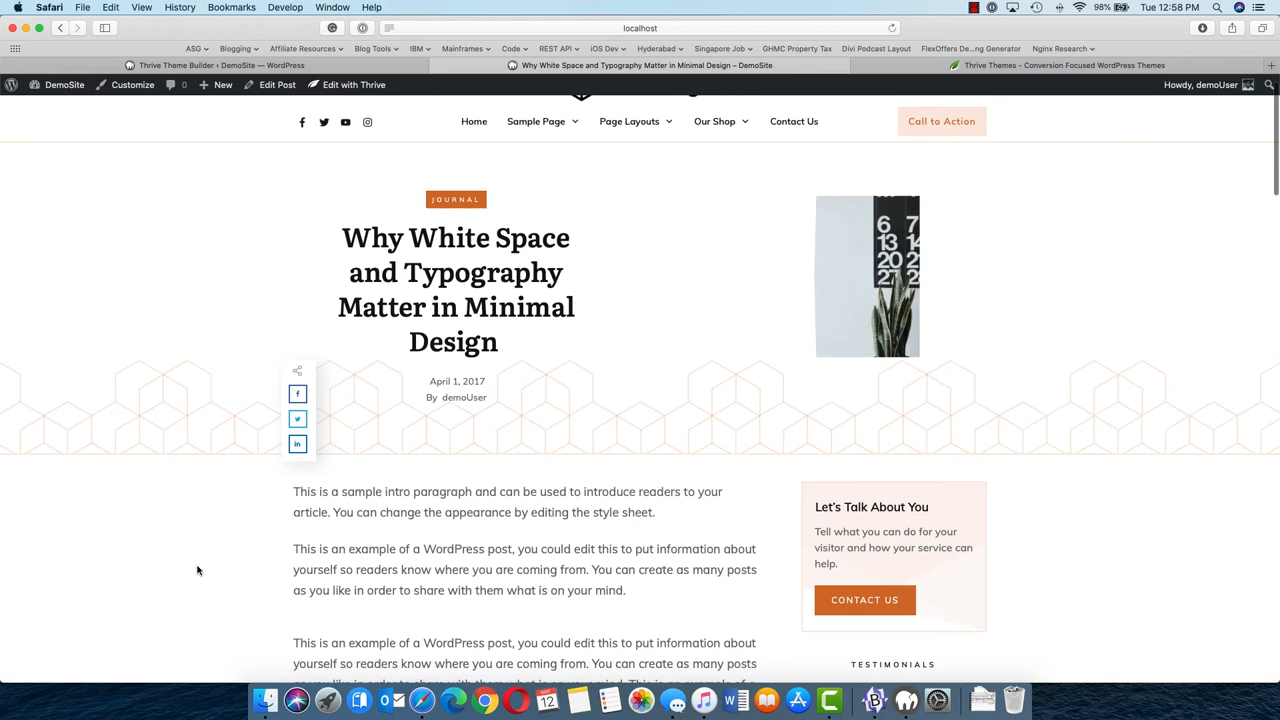 Safari File Edit View History Bookmarks Develop Window Help 98% Tue 12:58 PM
localhost
ASG Blogging Affiliate Resources Blog Tools IBM Mainframes Code REST API iOS Dev Hyderabad Singapore Job GHMC Property Tax Divi Podcast Layout FlexOffers De...ng Generator Nginx Research
Thrive Theme Builder ‹ DemoSite — WordPress Why White Space and Typography Matter in Minimal Design – DemoSite Thrive Themes - Conversion Focused WordPress Themes
DemoSite Customize 0 New Edit Post Edit with Thrive Howdy, demoUser
Home Sample Page Page Layouts Our Shop Contact Us Call to Action
JOURNAL
Why White Space
and Typography
Matter in Minimal
Design
6 7
13 14
20 2
27 2
April 1, 2017
By demoUser
This is a sample intro paragraph and can be used to introduce readers to your
article. You can change the appearance by editing the style sheet.
This is an example of a WordPress post, you could edit this to put information about
yourself so readers know where you are coming from. You can create as many posts
as you like in order to share with them what is on your mind.
This is an example of a WordPress post, you could edit this to put information about
yourself so readers know where you are coming from. You can create as many posts
Let's Talk About You
Tell what you can do for your
visitor and how your service can
help.
CONTACT US
TESTIMONIALS